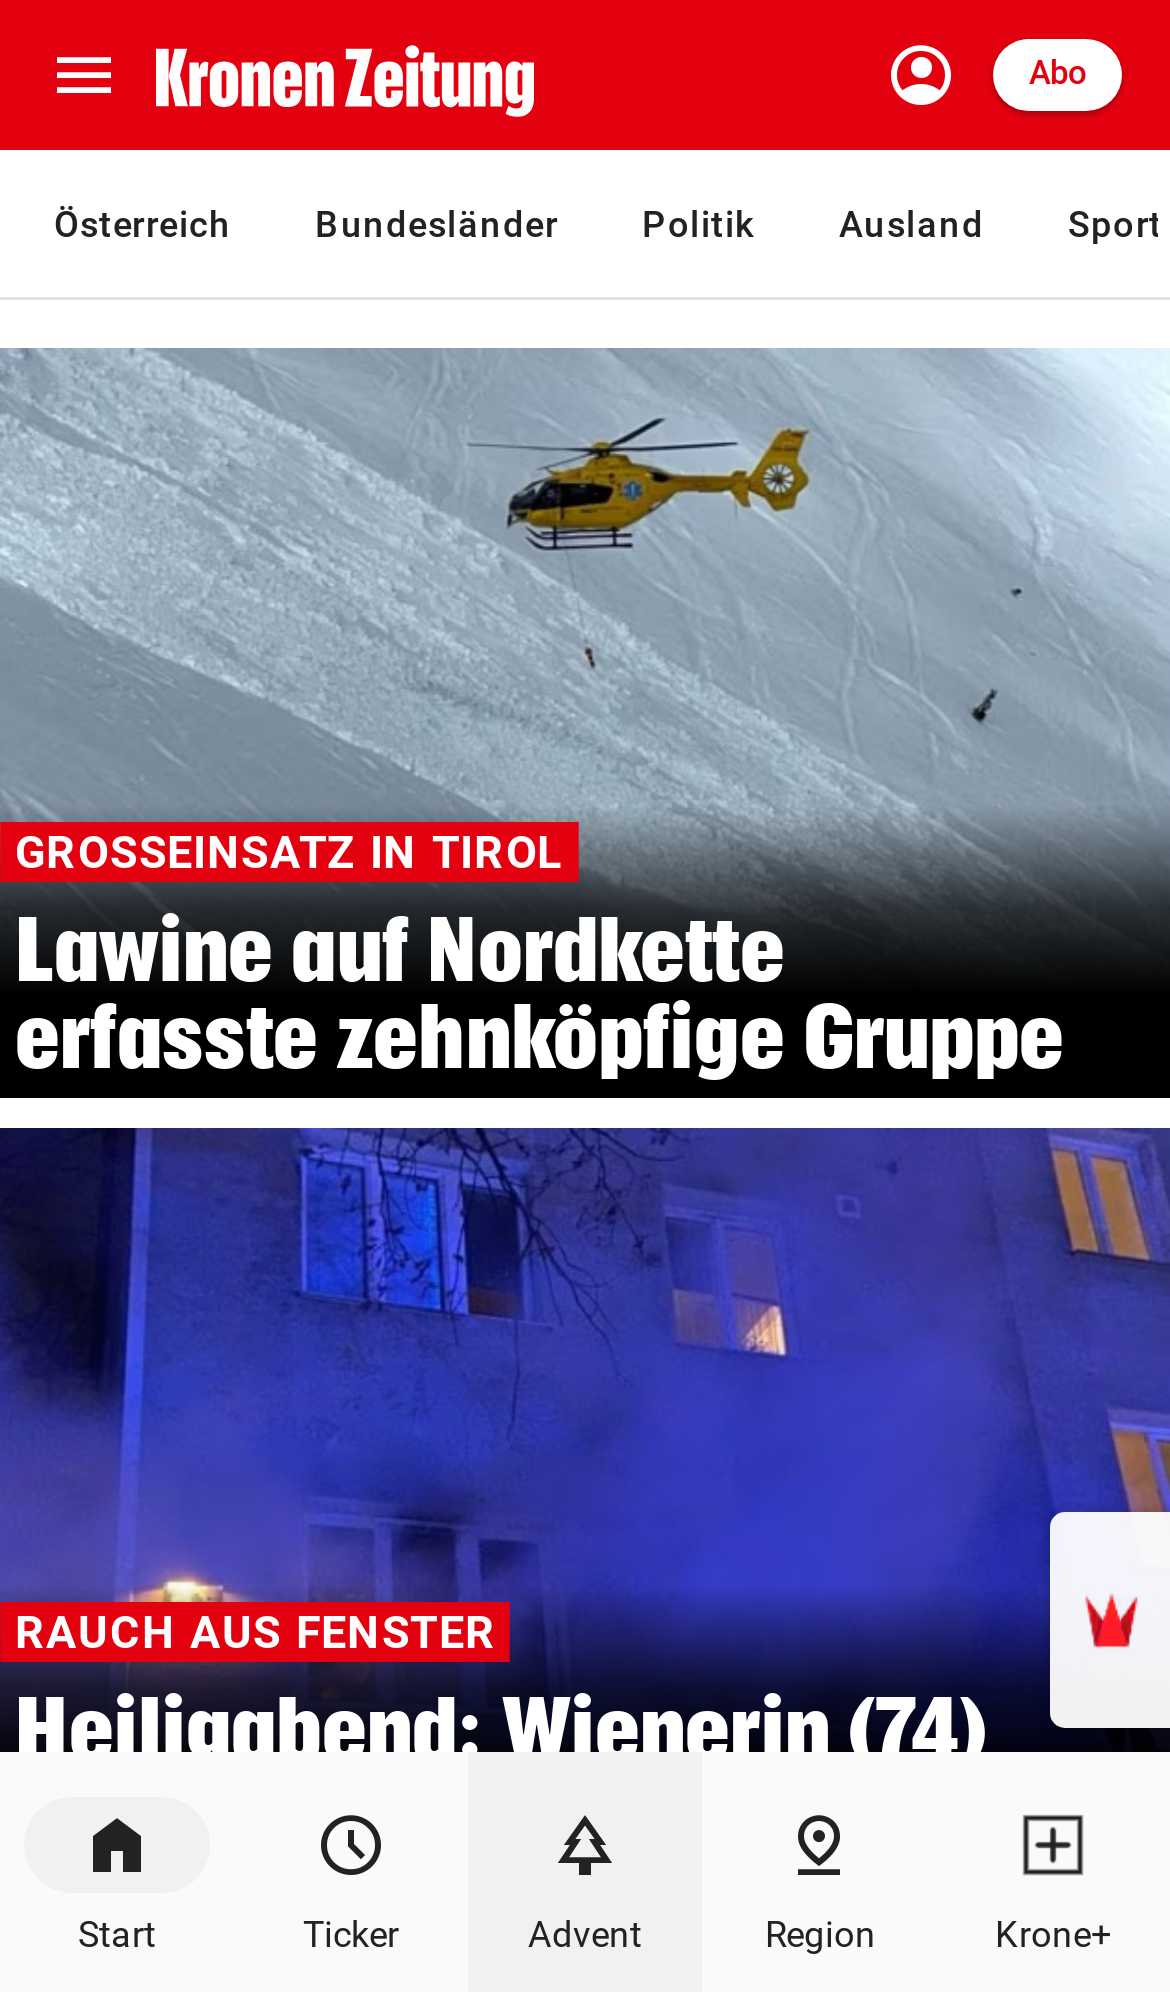 Kronen Zeitung
Abo
Österreich Bundesländer Politik Ausland Sport
GROSSEINSATZ IN TIROL
Lawine auf Nordkette
erfasste zehnköpfige Gruppe
RAUCH AUS FENSTER
Heiligabend: Wienerin (74)
Start Ticker Advent Region Krone+